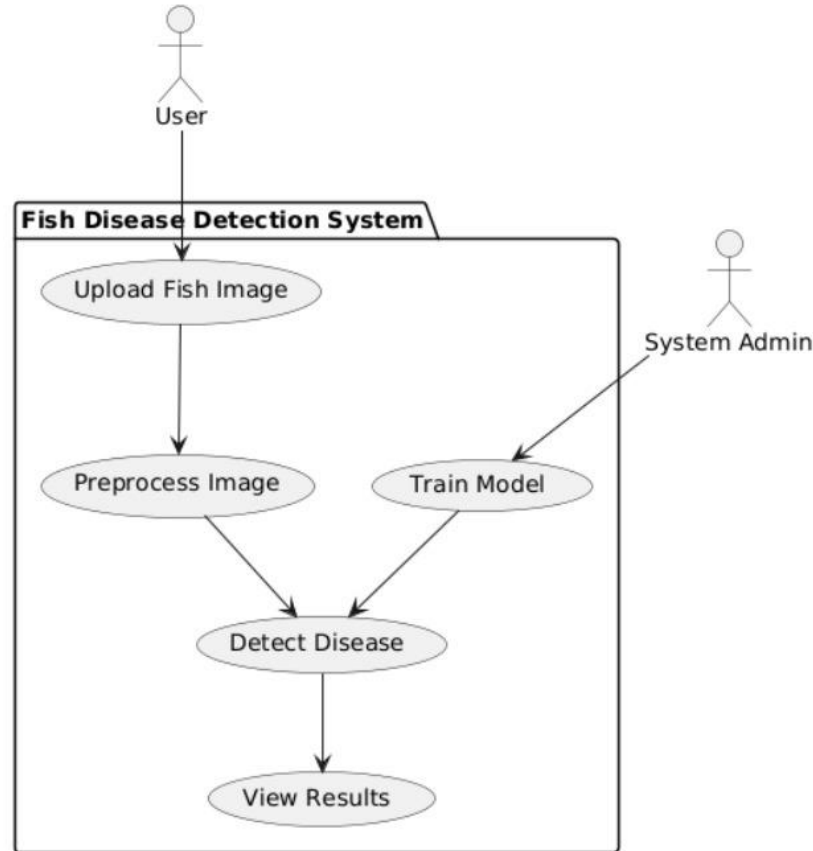 User
Fish Disease Detection System
Upload Fish Image
System Admin
Preprocess Image
Train Model
Detect Disease
View Results